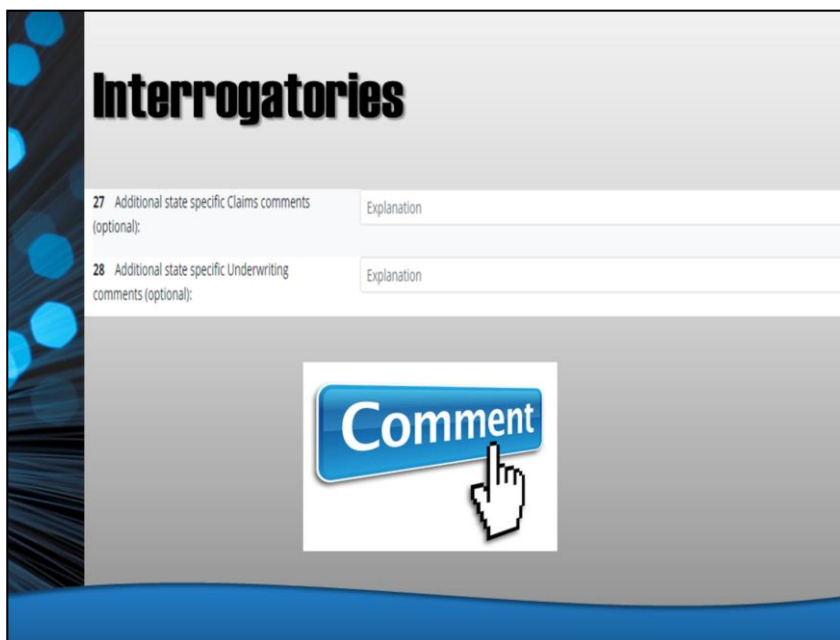 Interrogatories
27 Additional state specific Claims comments
(optional):
Explanation
28 Additional state specific Underwriting
comments (optional):
Explanation
Comment